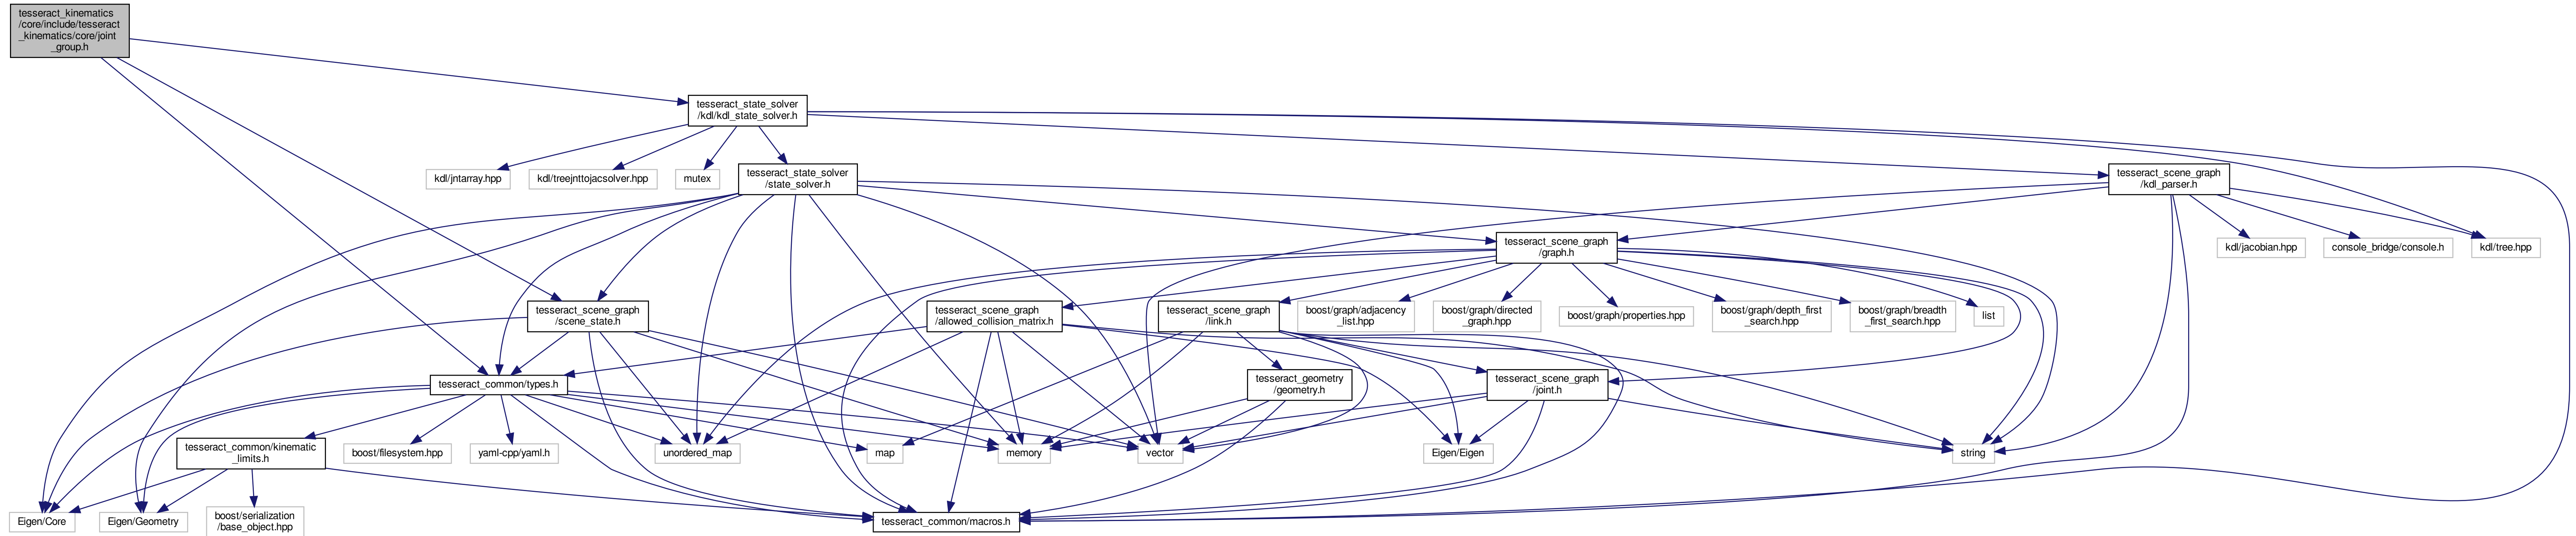 tesseract_kinematics
/core/include/tesseract
_kinematics/core/joint
_group.h
tesseract_state_solver
/kdl/kdl_state_solver.h
kdl/jntarray.hpp
kdl/treejnttojacsolver.hpp
mutex
tesseract_state_solver
/state_solver.h
tesseract_scene_graph
/kdl_parser.h
tesseract_scene_graph
/graph.h
kdl/jacobian.hpp
console_bridge/console.h
kdl/tree.hpp
tesseract_scene_graph
/scene_state.h
tesseract_scene_graph
/allowed_collision_matrix.h
tesseract_scene_graph
/link.h
boost/graph/adjacency
_list.hpp
boost/graph/directed
_graph.hpp
boost/graph/properties.hpp
boost/graph/depth_first
_search.hpp
boost/graph/breadth
_first_search.hpp
list
tesseract_common/types.h
tesseract_geometry
/geometry.h
tesseract_scene_graph
/joint.h
tesseract_common/kinematic
_limits.h
boost/filesystem.hpp
yaml-cpp/yaml.h
unordered_map
map
memory
vector
Eigen/Eigen
string
Eigen/Core
Eigen/Geometry
boost/serialization
/base_object.hpp
tesseract_common/macros.h